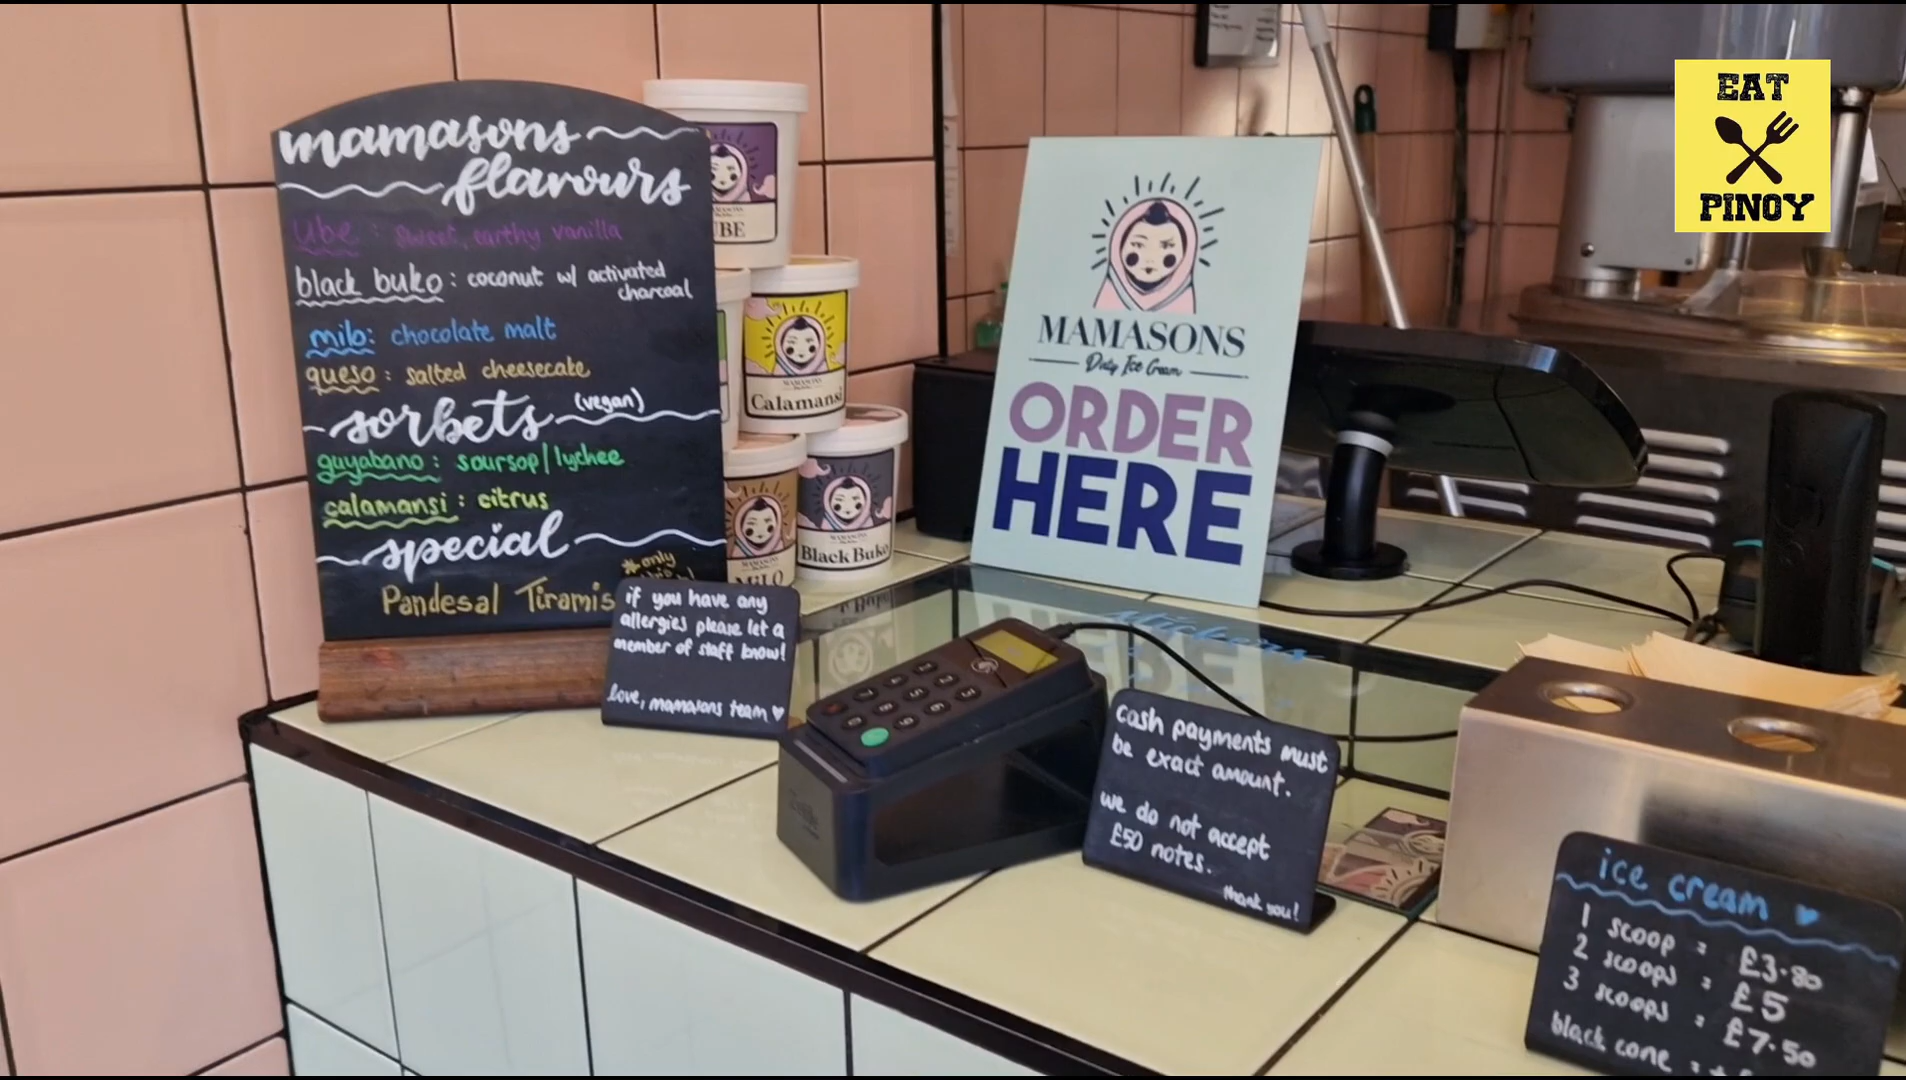 mamasons
flavours
ube : sweet, earthy vanilla
black buko : coconut w/ activated
charcoal
milo: chocolate malt
queso : salted cheesecake
sorbets (vegan)
guyabano : soursop/lychee
calamansi : citrus
special
*only
Pandesal Tiramis
UBE
Calamansi
MILO
Black Buko
if you have any
allergies please let a
member of staff know!
love, mamasons team ♥
MAMASONS
Dirty Ice Cream
ORDER
HERE
cash payments must
be exact amount.
we do not accept
£50 notes.
thank you!
ice cream ♥
1 scoop = £3.80
2 scoops = £5
3 scoops = £7.50
black cone = +
EAT
PINOY